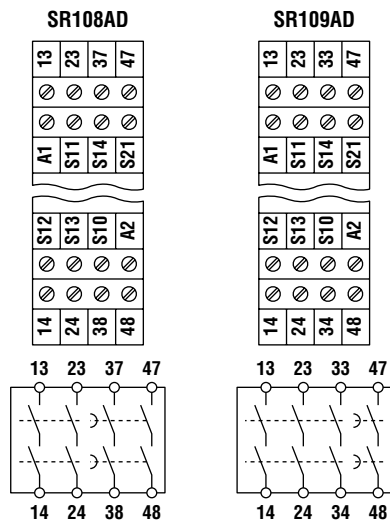 SR108AD
13 23 37 47
A1 S11 S14 S21
S12 S13 S10 A2
14 24 38 48
13 23 37 47
14 24 38 48
SR109AD
13 23 33 47
A1 S11 S14 S21
S12 S13 S10 A2
14 24 34 48
13 23 33 47
14 24 34 48